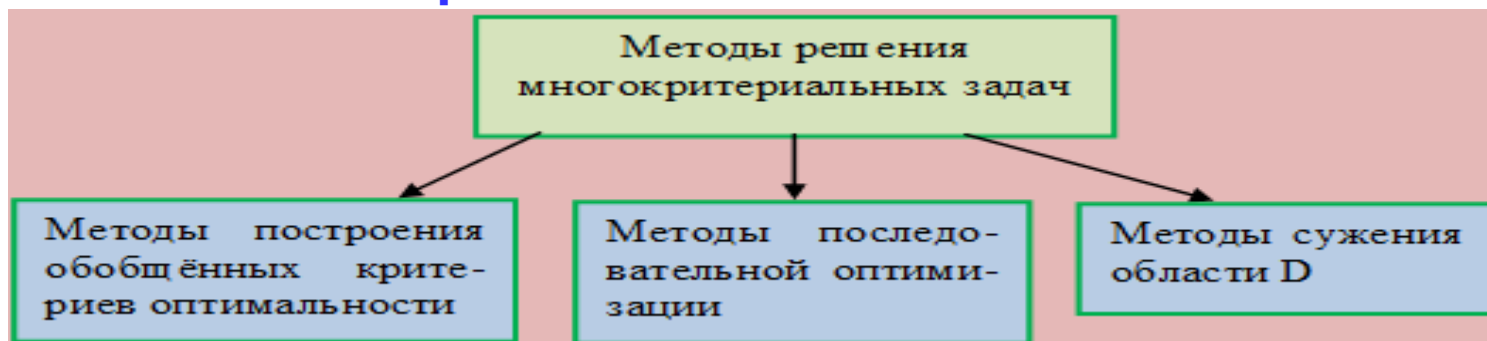 Методы решения
многокритериальных задач
Методы построения
обобщённых крите-
риев оптимальности
Методы последо-
вательной оптими-
зации
Методы сужения
области D